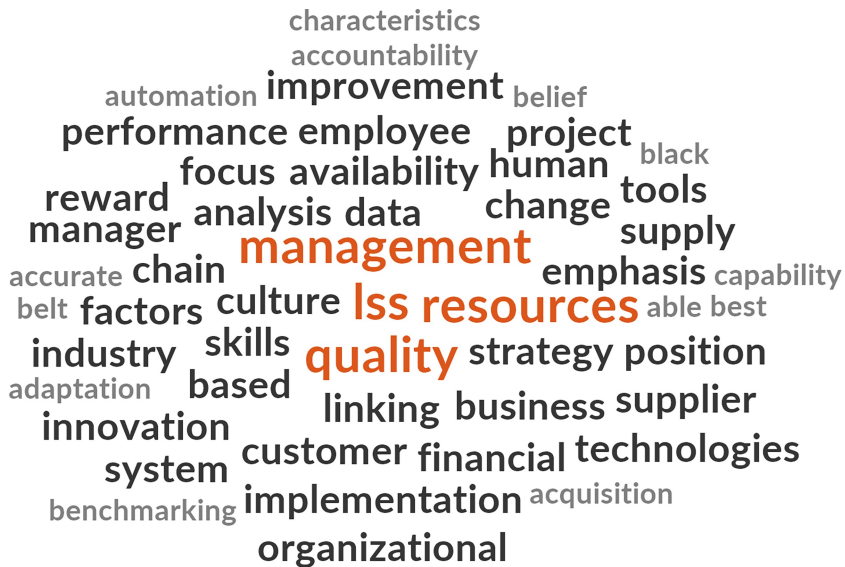 characteristics
accountability
automation improvement belief
performance employee project
focus availability human black
reward analysis data change tools
manager management supply
accurate chain emphasis capability
belt factors culture lss resources able best
industry skills quality strategy position
adaptation based
innovation linking business supplier
system customer financial technologies
benchmarking implementation acquisition
organizational